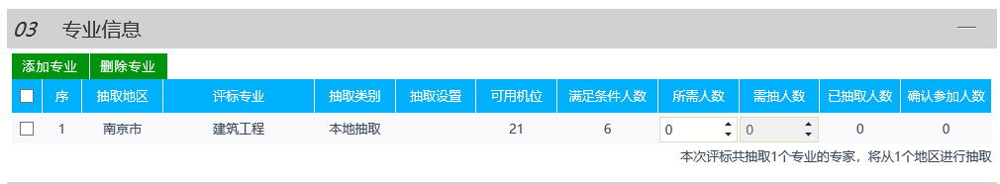 03 专业信息
添加专业 删除专业
序 抽取地区 评标专业 抽取类别 抽取设置 可用机位 满足条件人数 所需人数 需抽人数 已抽取人数 确认参加人数
1 南京市 建筑工程 本地抽取 21 6 0 0 0 0
本次评标共抽取1个专业的专家，将从1个地区进行抽取